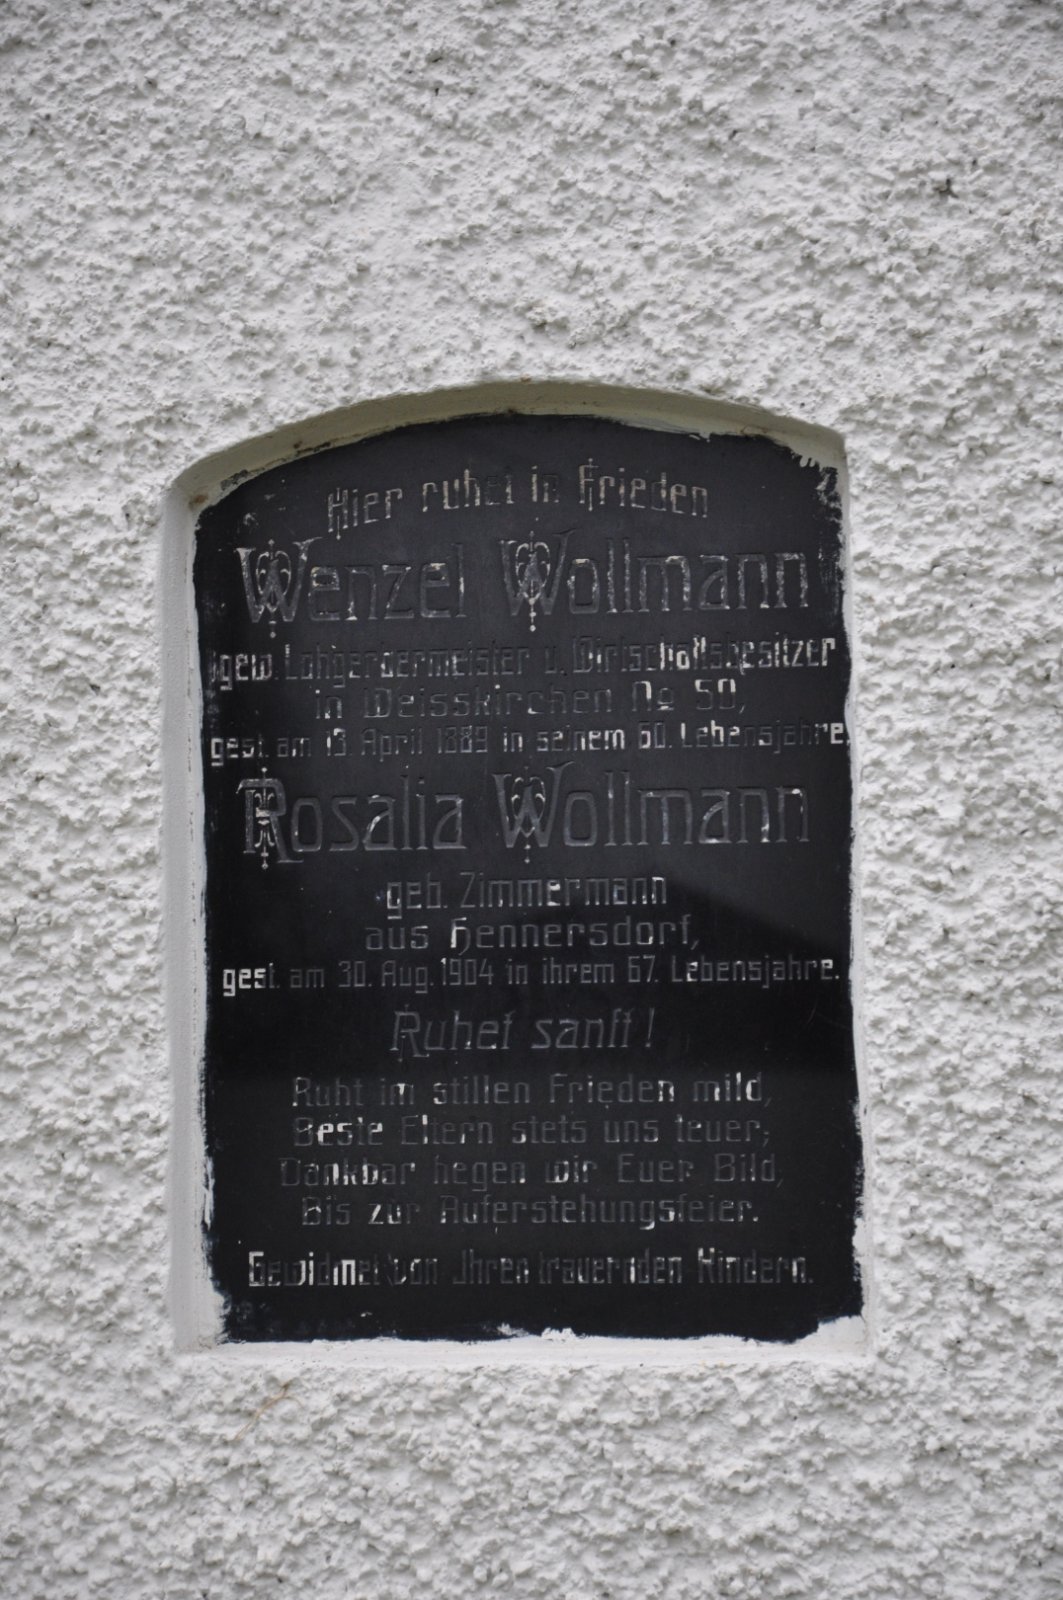 Hier ruhet in Frieden
Wenzel Wollmann
gew. Lohgerbermeister u. Wirtschaftsbesitzer
in Weisskirchen No 59,
gest. am 13. April 1889 in seinem 60. Lebensjahre.
Rosalia Wollmann
geb. Zimmermann
aus Hennersdorf,
gest. am 30. Aug. 1904 in ihrem 67. Lebensjahre.
Ruhet sanft!
Ruht im stillen Frieden mild,
Beste Eltern stets uns teuer;
Dankbar hegen wir Euer Bild,
Bis zur Auferstehungsfeier.
Gewidmet von Ihren trauernden Kindern.